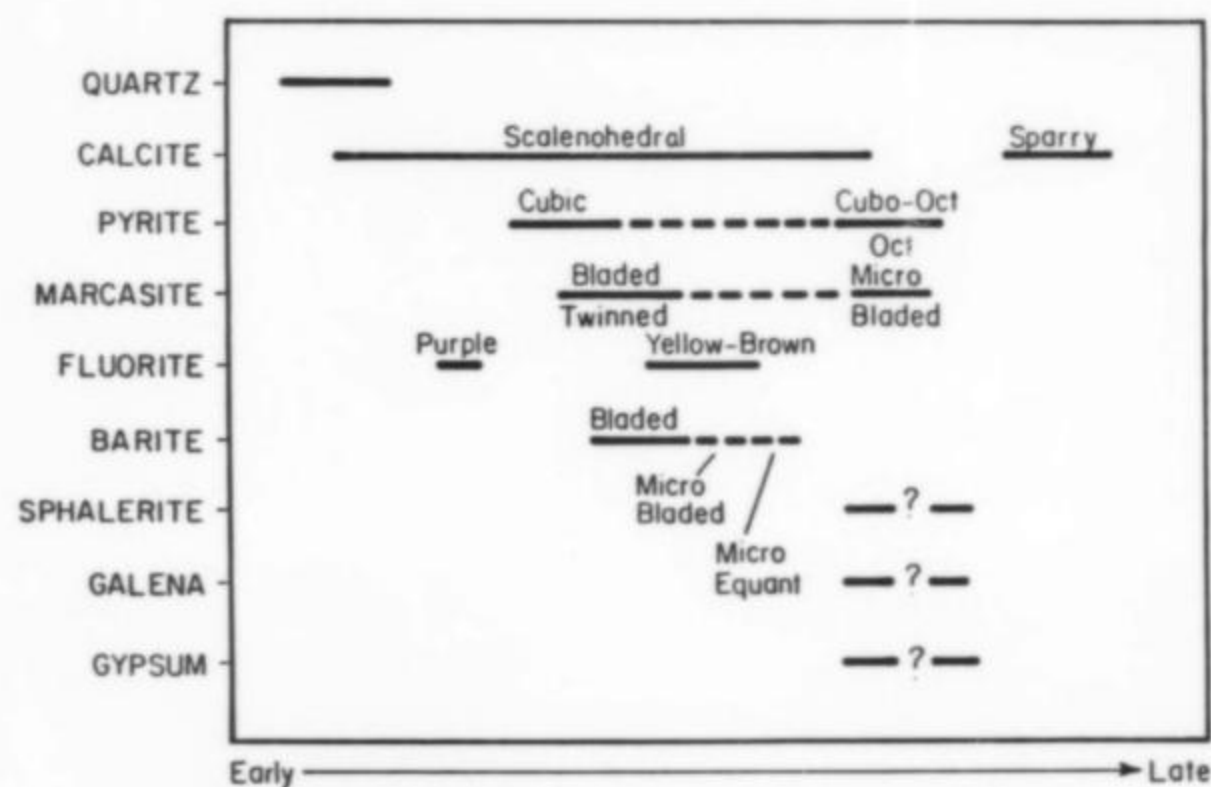 QUARTZ
CALCITE
Scalenohedral
Sparry
PYRITE
Cubic
Cubo-Oct
Oct
MARCASITE
Bladed
Twinned
Micro
Bladed
FLUORITE
Purple
Yellow-Brown
BARITE
Bladed
Micro
Bladed
Micro
Equant
SPHALERITE
?
GALENA
?
GYPSUM
?
Early
Late